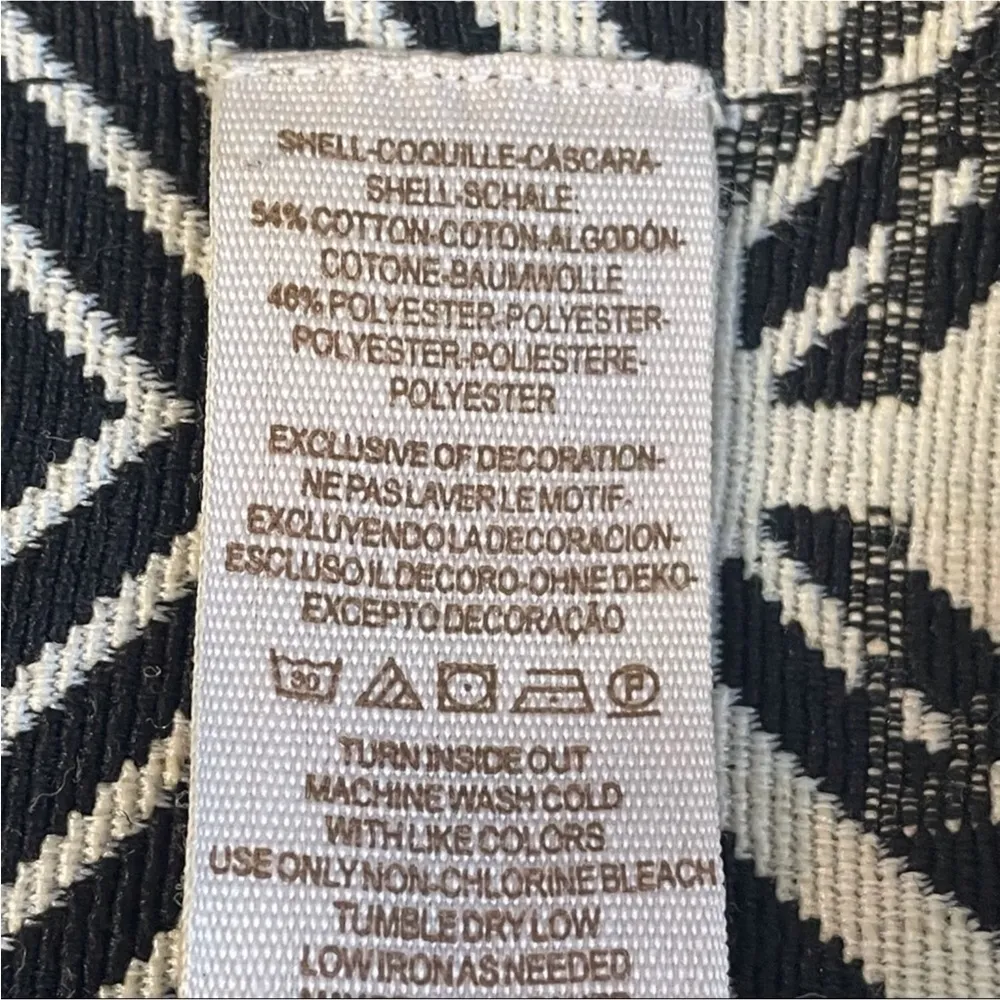 SHELL-COQUILLE-CÁSCARA-
SHELL-SCHALE:
54% COTTON-COTON-ALGODÓN-
COTONE-BAUMWOLLE
46% POLYESTER-POLYESTER-
POLYESTER-POLIESTERE-
POLYESTER
EXCLUSIVE OF DECORATION-
NE PAS LAVER LE MOTIF-
EXCLUYENDO LA DECORACION-
ESCLUSO IL DECORO-OHNE DEKO-
EXCEPTO DECORAÇÃO
30 P
TURN INSIDE OUT
MACHINE WASH COLD
WITH LIKE COLORS
USE ONLY NON-CHLORINE BLEACH
TUMBLE DRY LOW
LOW IRON AS NEEDED